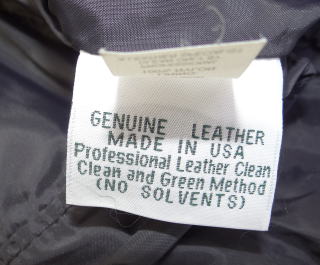 GENUINE LEATHER
MADE IN USA
Professional Leather Clean
Clean and Green Method
(NO SOLVENTS)